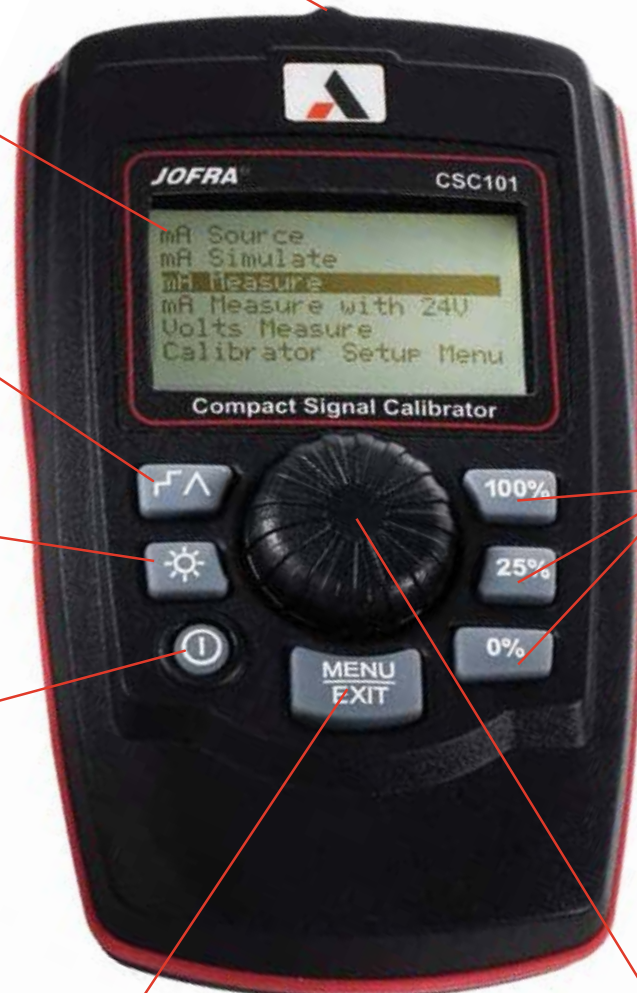 JOFRA
CSC101
mA Source
mA Simulate
mA Measure
mA Measure with 24V
Volts Measure
Calibrator Setup Menu
Compact Signal Calibrator
100%
25%
0%
MENU
EXIT